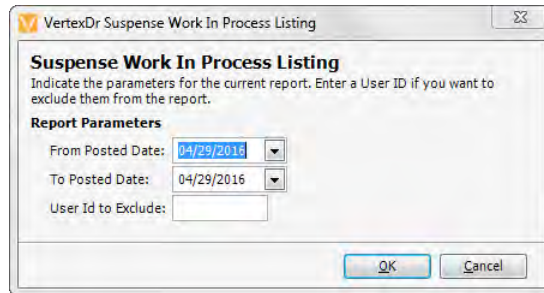 VertexDr Suspense Work In Process Listing
Suspense Work In Process Listing
Indicate the parameters for the current report. Enter a User ID if you want to
exclude them from the report.
Report Parameters
From Posted Date: 04/29/2016
To Posted Date: 04/29/2016
User Id to Exclude:
OK Cancel